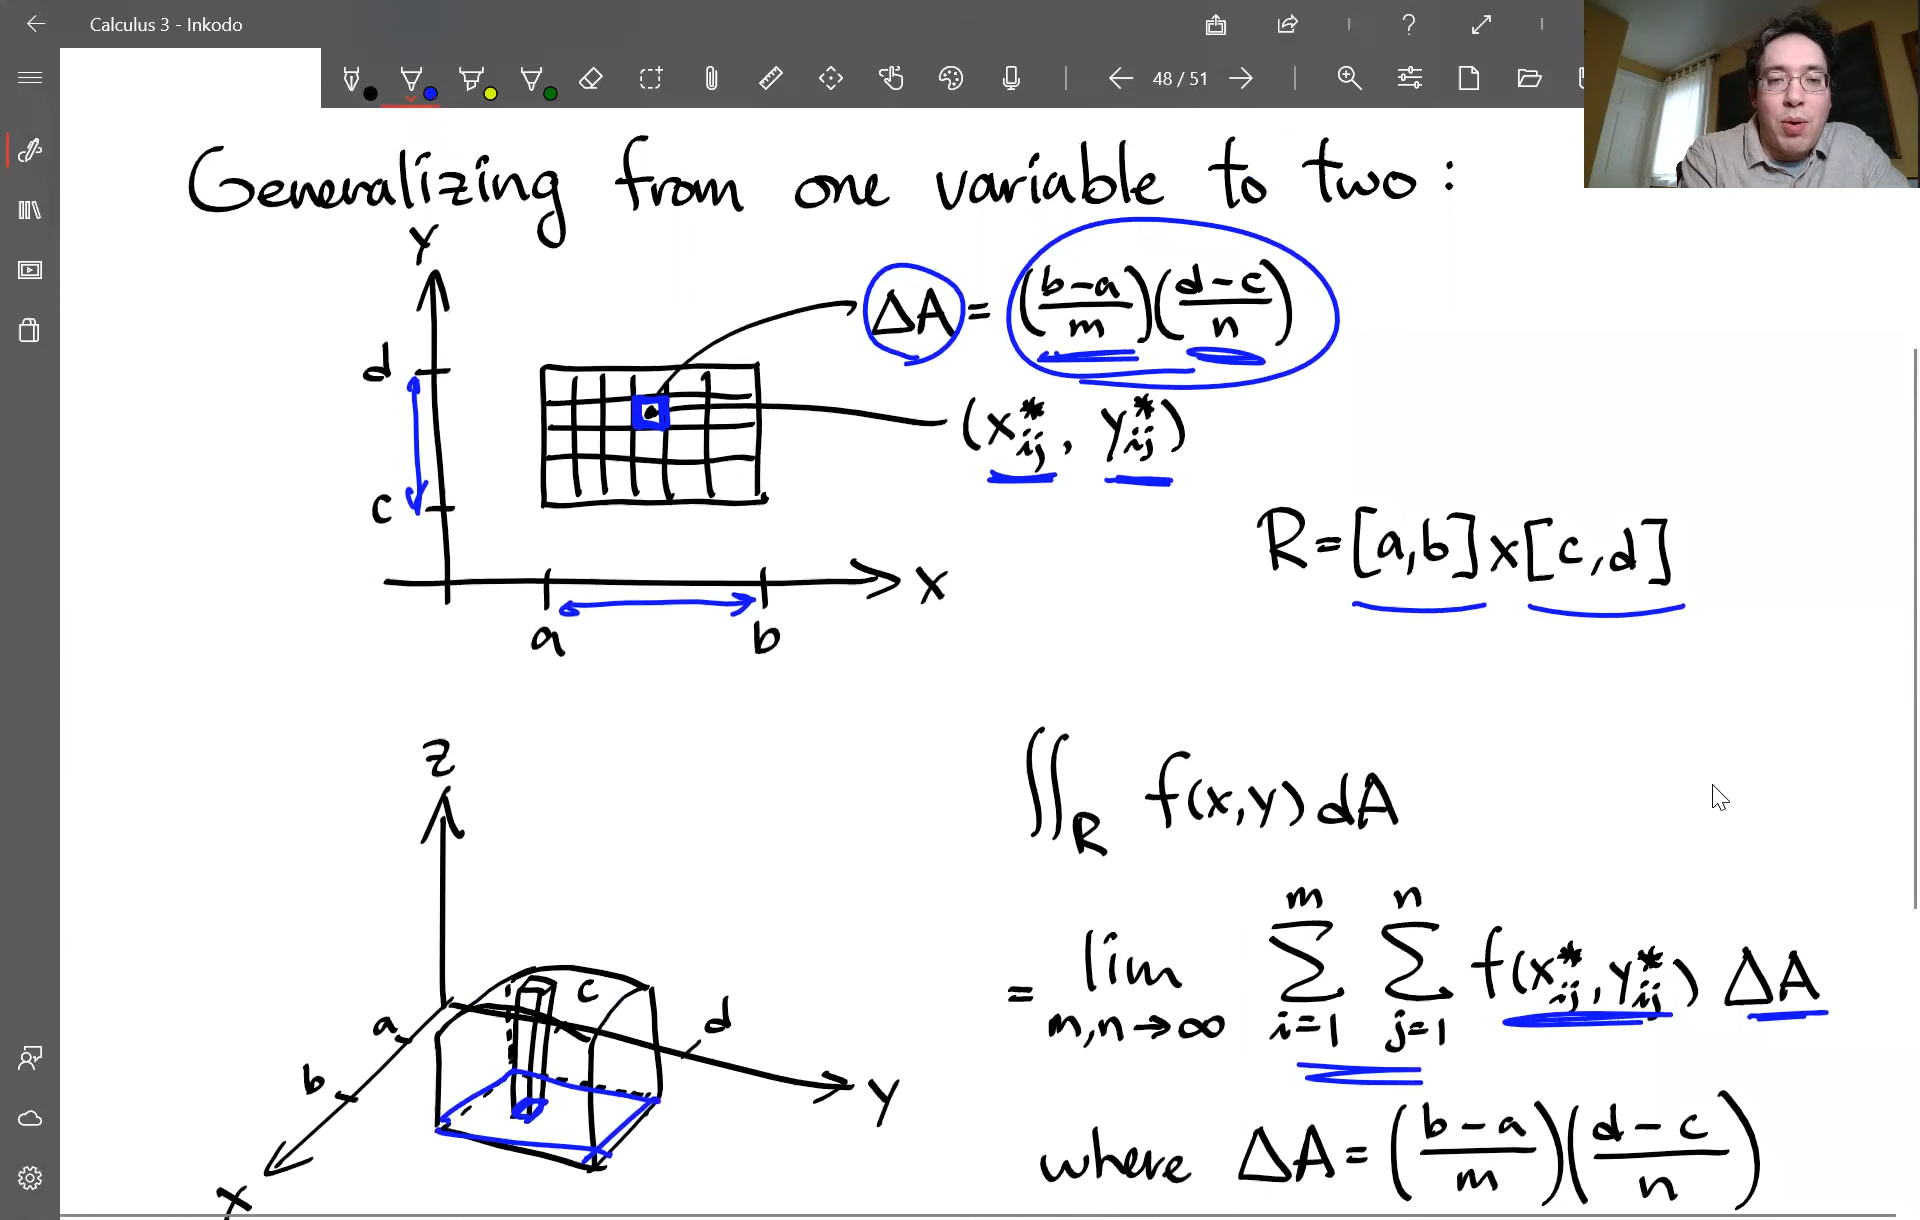 Calculus 3 - Inkodo
48 / 51
Generalizing from one variable to two:
y
ΔA = ((b-a)/m)((d-c)/n)
d
(x*ij, y*ij)
c
R=[a,b]x[c,d]
x
a b
z
∬R f(x,y)dA
= lim m,n→∞ Σ i=1 m Σ j=1 n f(x*ij, y*ij) ΔA
c
a
d
b
y
where ΔA = ((b-a)/m)((d-c)/n)
x